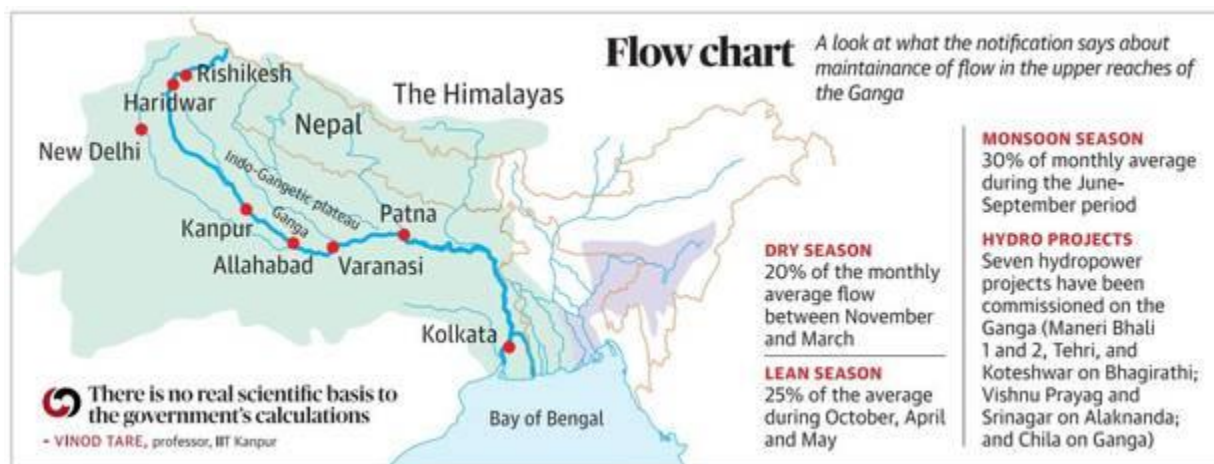 Flow chart
A look at what the notification says about
maintainance of flow in the upper reaches of
the Ganga
Rishikesh
Haridwar
The Himalayas
Nepal
New Delhi
Indo-Gangetic plateau
Ganga
Kanpur
Patna
Allahabad
Varanasi
Kolkata
Bay of Bengal
There is no real scientific basis to
the government's calculations
- VINOD TARE, professor, IIT Kanpur
DRY SEASON
20% of the monthly
average flow
between November
and March
LEAN SEASON
25% of the average
during October, April
and May
MONSOON SEASON
30% of monthly average
during the June-
September period
HYDRO PROJECTS
Seven hydropower
projects have been
commissioned on the
Ganga (Maneri Bhali
1 and 2, Tehri, and
Koteshwar on Bhagirathi;
Vishnu Prayag and
Srinagar on Alaknanda;
and Chila on Ganga)